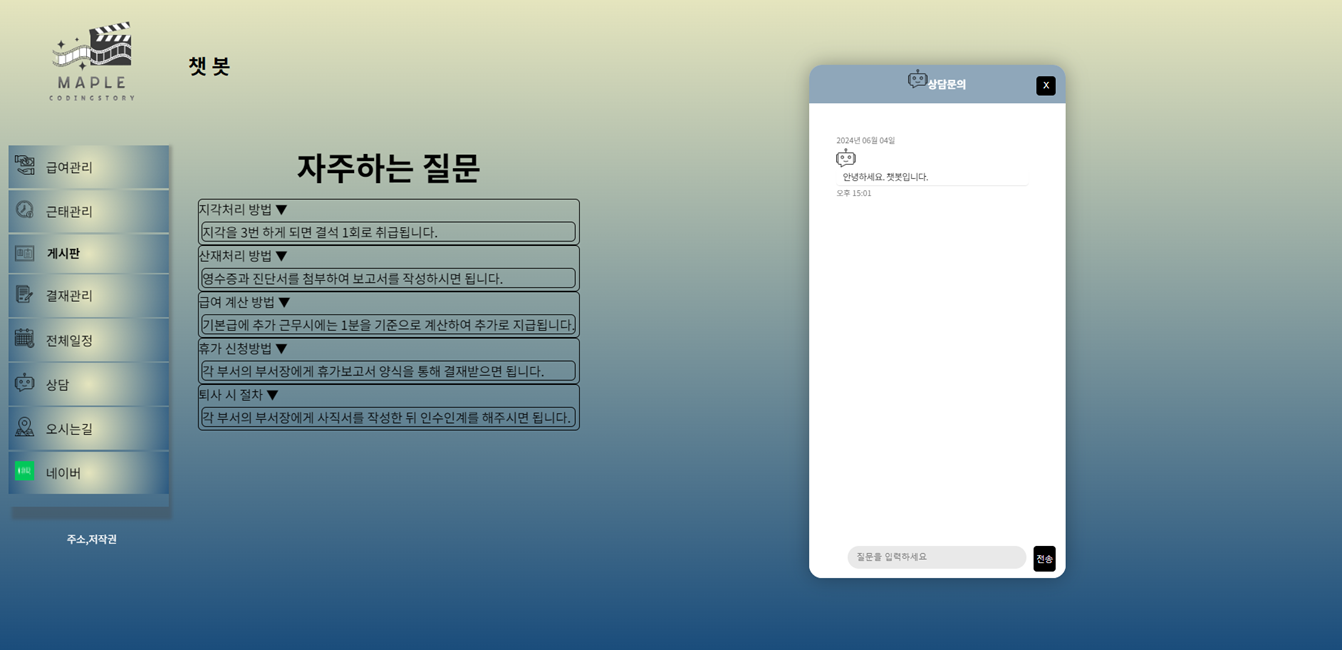 MAPLE
CODINGSTORY
챗 봇
급여관리
근태관리
게시판
결재관리
전체일정
상담
오시는길
네이버
주소,저작권
자주하는 질문
지각처리 방법 ▼
지각을 3번 하게 되면 결석 1회로 취급됩니다.
산재처리 방법 ▼
영수증과 진단서를 첨부하여 보고서를 작성하시면 됩니다.
급여 계산 방법 ▼
기본급에 추가 근무시에는 1분을 기준으로 계산하여 추가로 지급됩니다.
휴가 신청방법 ▼
각 부서의 부서장에게 휴가보고서 양식을 통해 결재받으면 됩니다.
퇴사 시 절차 ▼
각 부서의 부서장에게 사직서를 작성한 뒤 인수인계를 해주시면 됩니다.
상담문의
X
2024년 06월 04일
안녕하세요. 챗봇입니다.
오후 15:01
질문를 입력하세요
전송